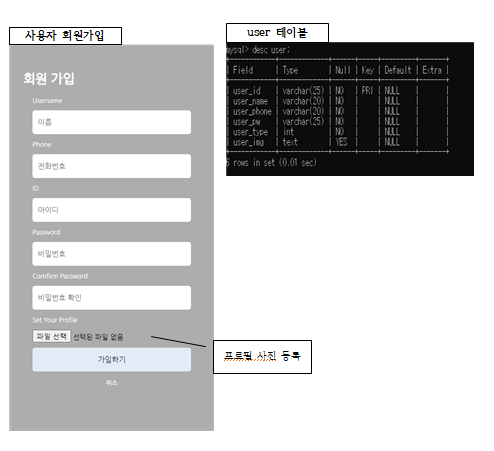 사용자 회원가입
회원 가입
Username
이름
Phone
전화번호
ID
아이디
Password
비밀번호
Comfirm Password
비밀번호 확인
Set Your Profile
파일 선택 선택된 파일 없음
가입하기
취소
프로필 사진 등록
user 테이블
mysql> desc user;
| Field | Type | Null | Key | Default | Extra |
| user_id | varchar(25) | NO | PRI | NULL | |
| user_name | varchar(20) | NO | | NULL | |
| user_phone | varchar(20) | NO | | NULL | |
| user_pw | varchar(25) | NO | | NULL | |
| user_type | int | NO | | NULL | |
| user_img | text | YES | | NULL | |
6 rows in set (0.01 sec)